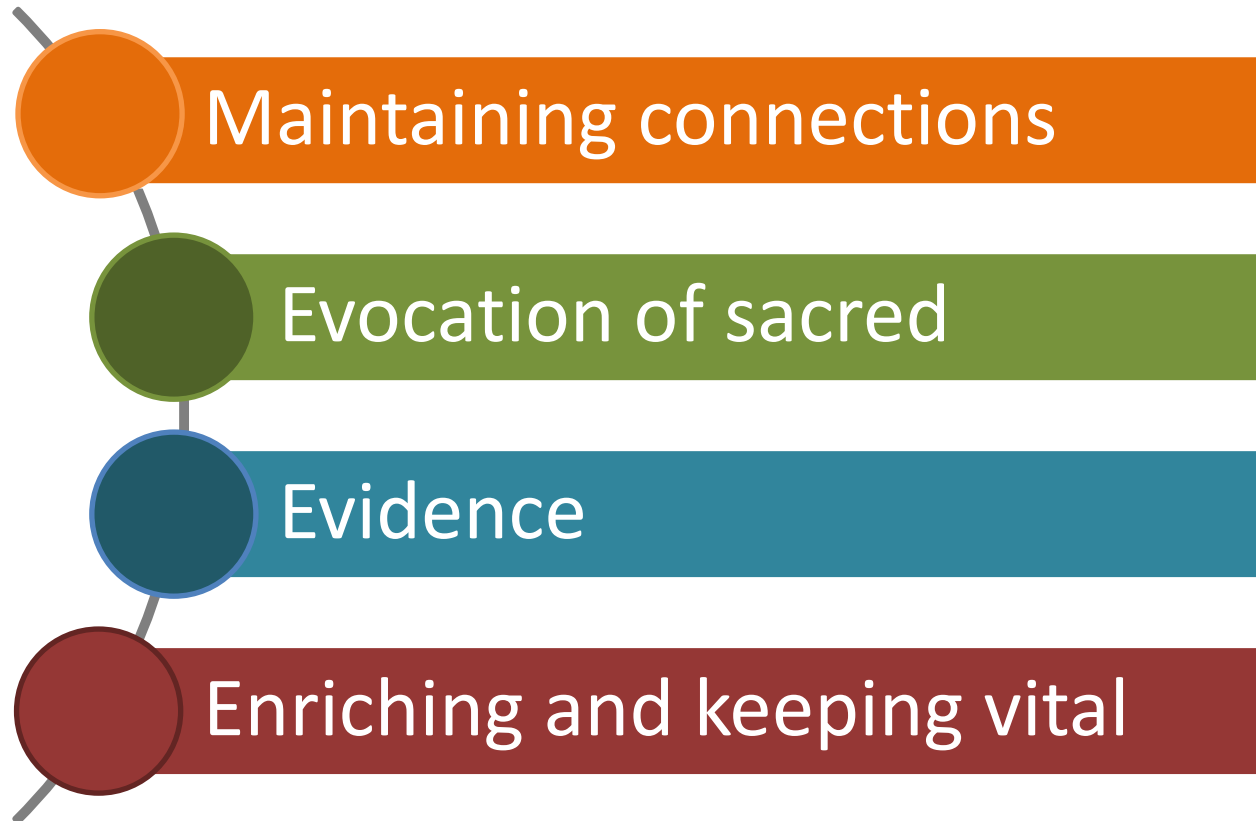 Maintaining connections
Evocation of sacred
Evidence
Enriching and keeping vital